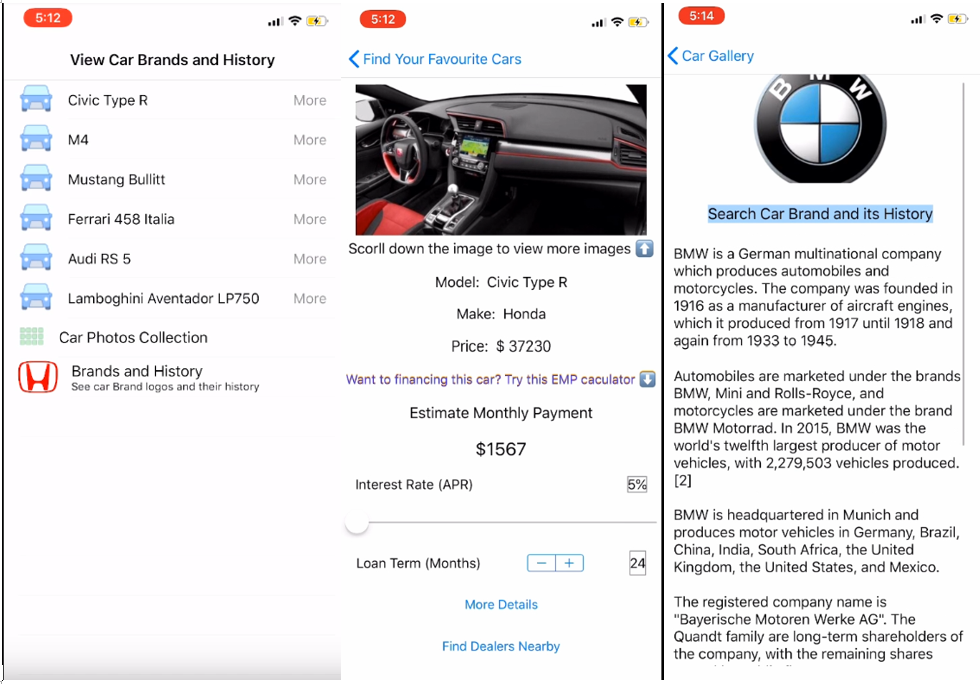 5:12
View Car Brands and History
Civic Type R More
M4 More
Mustang Bullitt More
Ferrari 458 Italia More
Audi RS 5 More
Lamboghini Aventador LP750 More
Car Photos Collection
Brands and History
See car Brand logos and their history
5:12
Find Your Favourite Cars
Scorll down the image to view more images
Model: Civic Type R
Make: Honda
Price: $ 37230
Want to financing this car? Try this EMP caculator
Estimate Monthly Payment
$1567
Interest Rate (APR) 5%
Loan Term (Months) − + 24
More Details
Find Dealers Nearby
5:14
Car Gallery
BMW
Search Car Brand and its History
BMW is a German multinational company
which produces automobiles and
motorcycles. The company was founded in
1916 as a manufacturer of aircraft engines,
which it produced from 1917 until 1918 and
again from 1933 to 1945.
Automobiles are marketed under the brands
BMW, Mini and Rolls-Royce, and
motorcycles are marketed under the brand
BMW Motorrad. In 2015, BMW was the
world's twelfth largest producer of motor
vehicles, with 2,279,503 vehicles produced.
[2]
BMW is headquartered in Munich and
produces motor vehicles in Germany, Brazil,
China, India, South Africa, the United
Kingdom, the United States, and Mexico.
The registered company name is
"Bayerische Motoren Werke AG". The
Quandt family are long-term shareholders of
the company, with the remaining shares